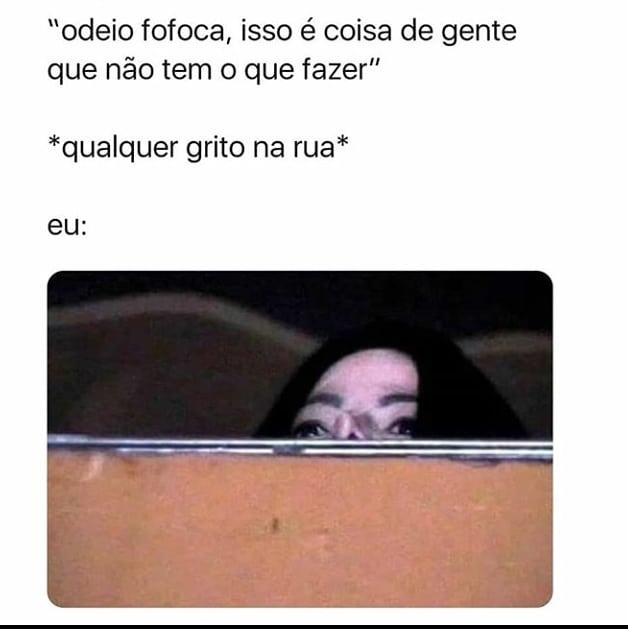 "odeio fofoca, isso é coisa de gente
que não tem o que fazer"
*qualquer grito na rua*
eu: